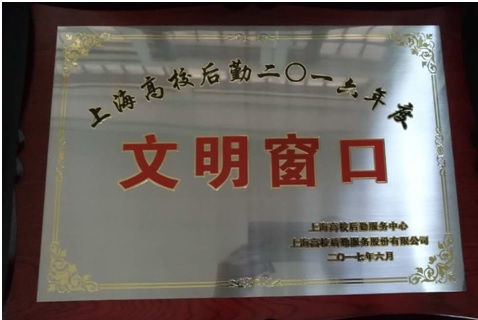 上海高校后勤二〇一六年度
文明窗口
上海高校后勤服务中心
上海高校后勤服务股份有限公司
二〇一七年六月